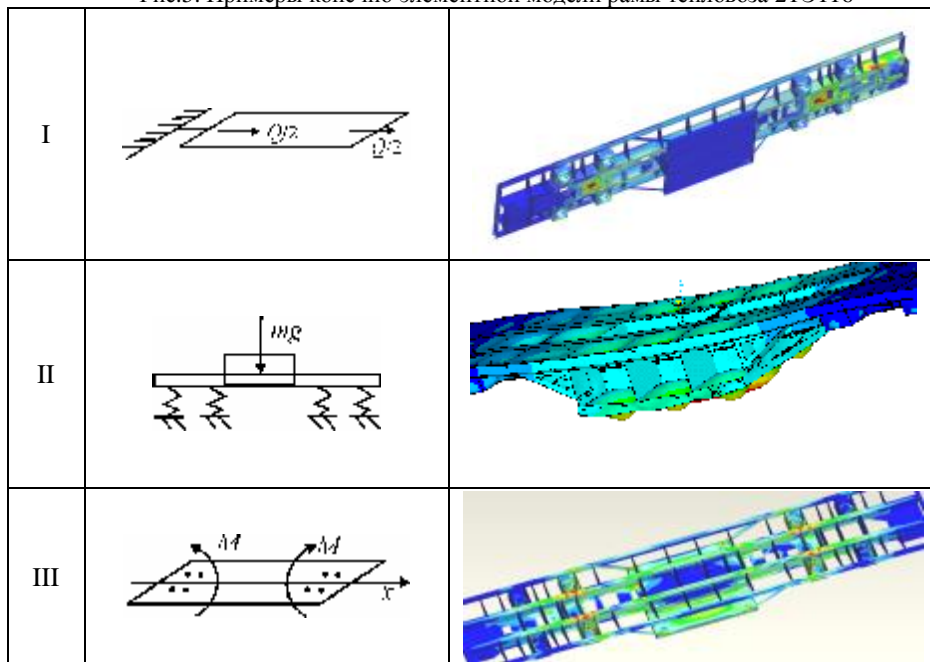 Рис.3. Примеры конечно-элементной модели рамы тепловоза 2ТЭ116
I
Q/2
Q/2
II
mg
III
M
M
x